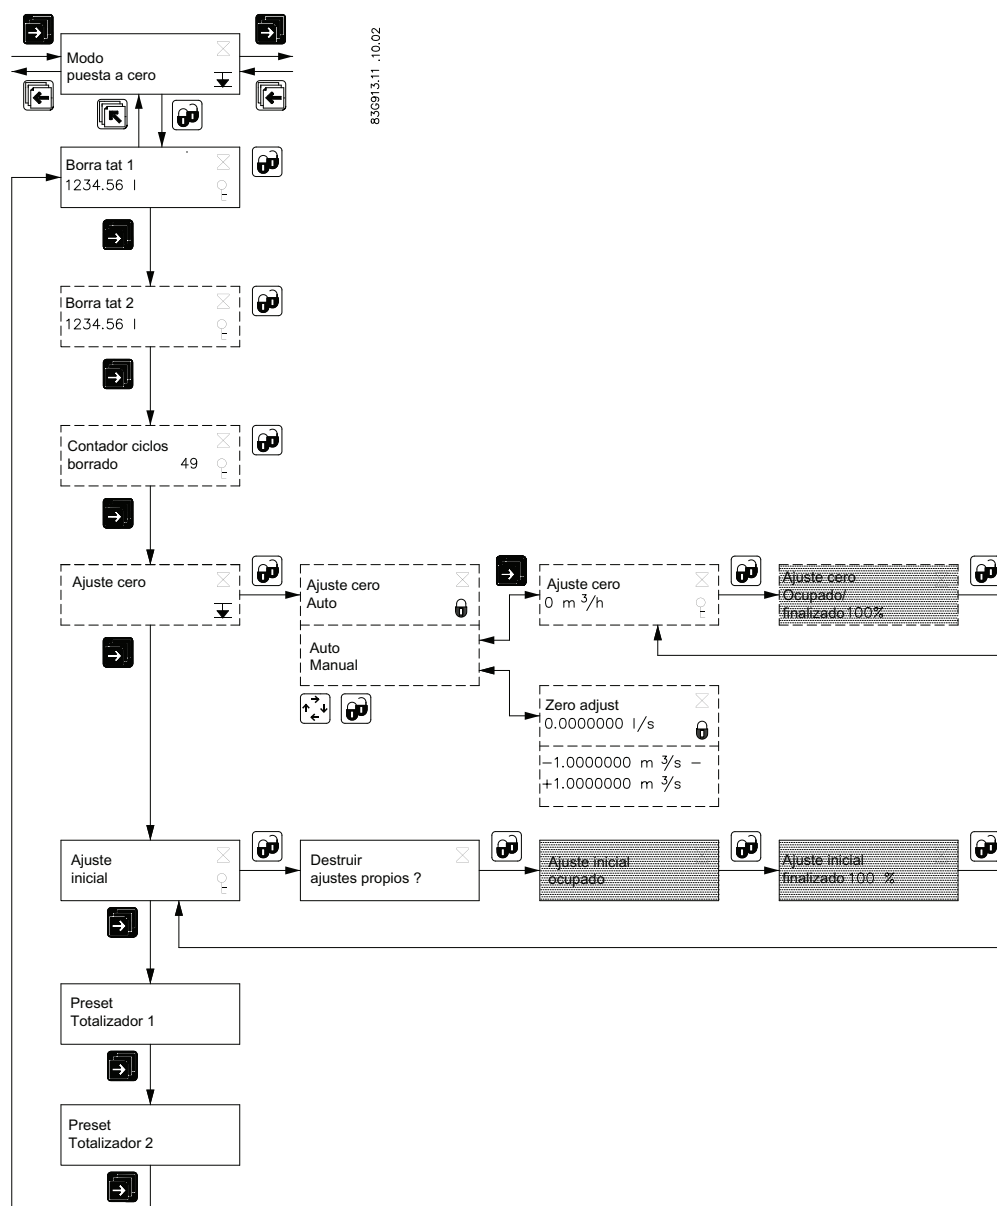 Modo
puesta a cero
83G913.11 .10.02
Borra tat 1
1234.56 l
Borra tat 2
1234.56 l
Contador ciclos
borrado 49
Ajuste cero
Ajuste cero
Auto
Auto
Manual
Ajuste cero
0 m ³/h
Ajuste cero
Ocupado/
finalizado 100%
Zero adjust
0.0000000 l/s
−1.0000000 m ³/s −
+1.0000000 m ³/s
Ajuste
inicial
Destruir
ajustes propios ?
Ajuste inicial
ocupado
Ajuste inicial
finalizado 100 %
Preset
Totalizador 1
Preset
Totalizador 2